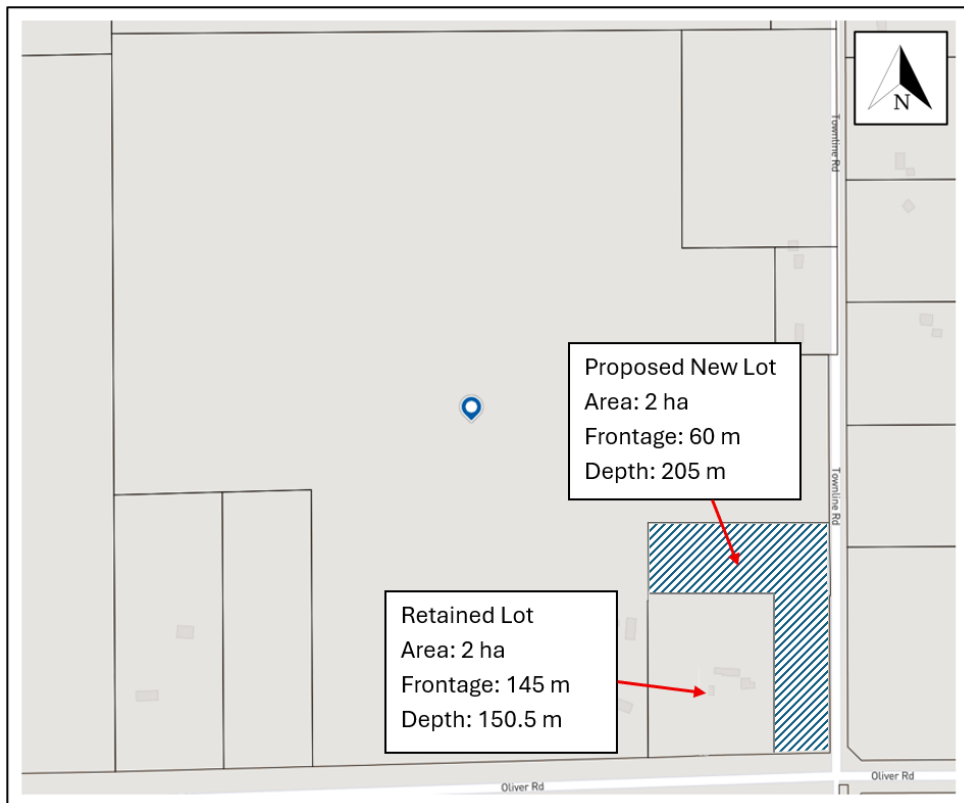 N
Townline Rd
Proposed New Lot
Area: 2 ha
Frontage: 60 m
Depth: 205 m
Townline Rd
Retained Lot
Area: 2 ha
Frontage: 145 m
Depth: 150.5 m
Oliver Rd
Oliver Rd